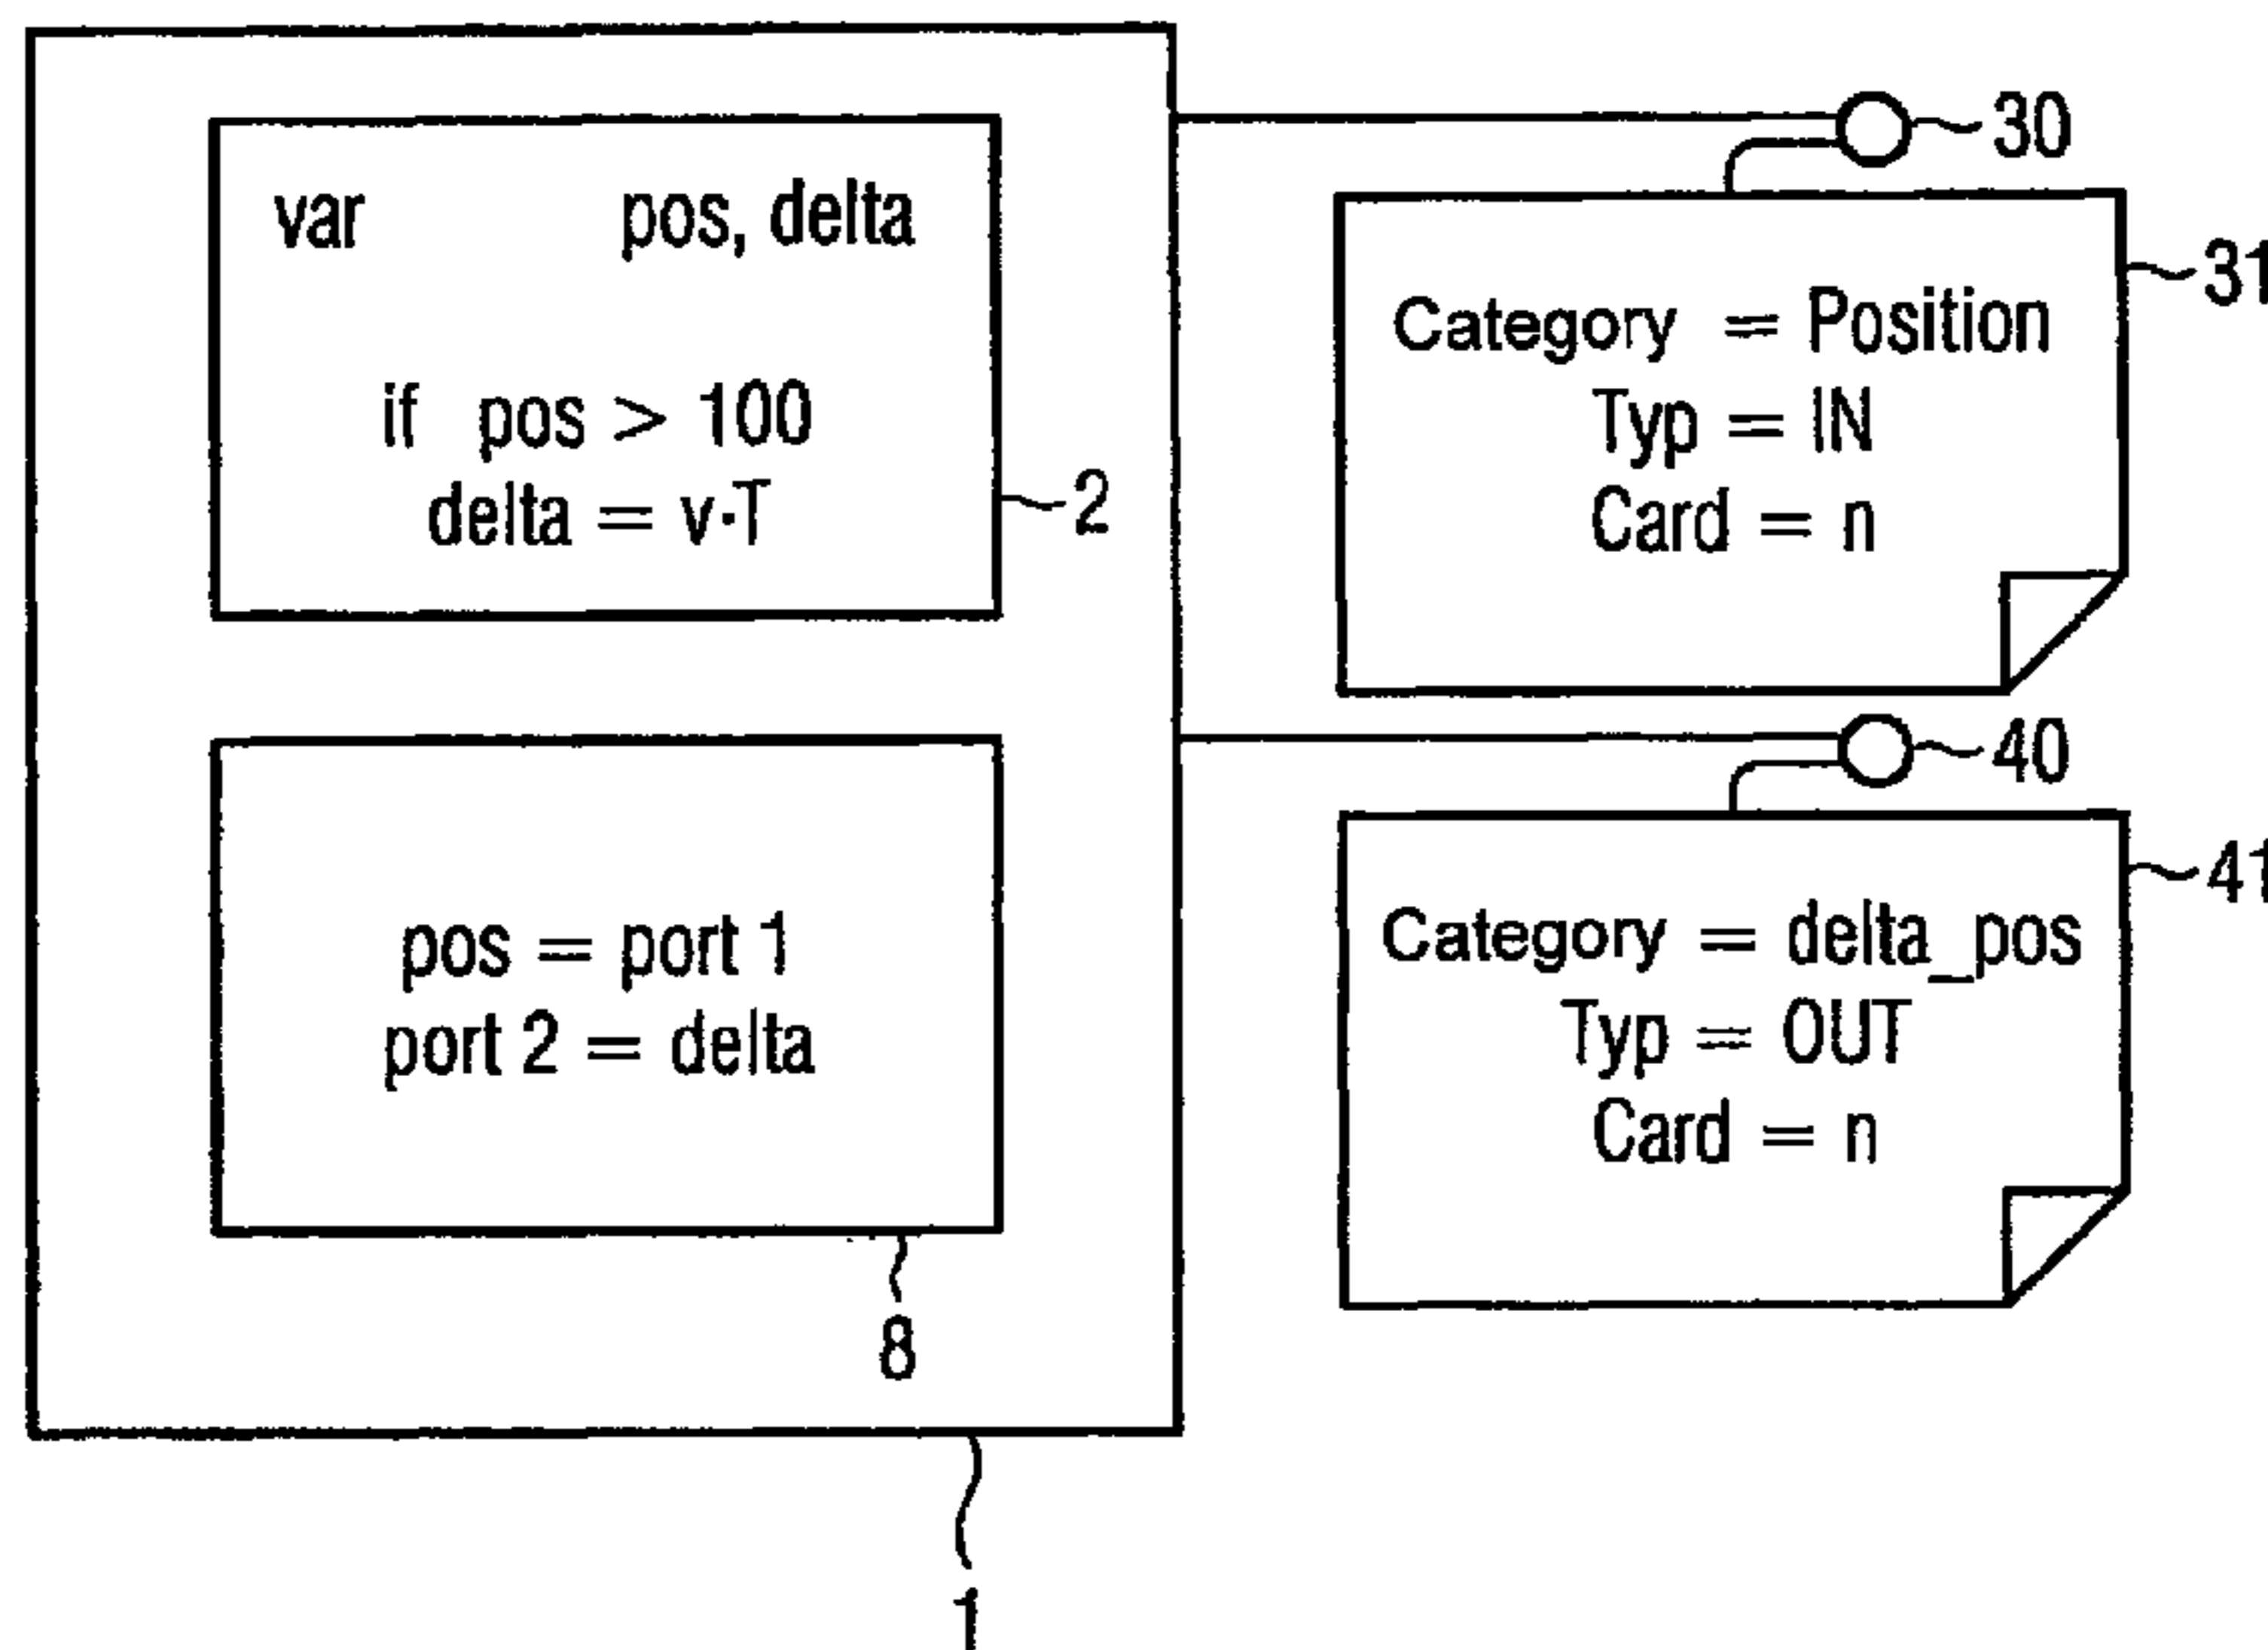 var pos, delta
if pos > 100
delta = v·T
2
pos = port 1
port 2 = delta
8
1
30
31
Category = Position
Typ = IN
Card = n
40
41
Category = delta_pos
Typ = OUT
Card = n